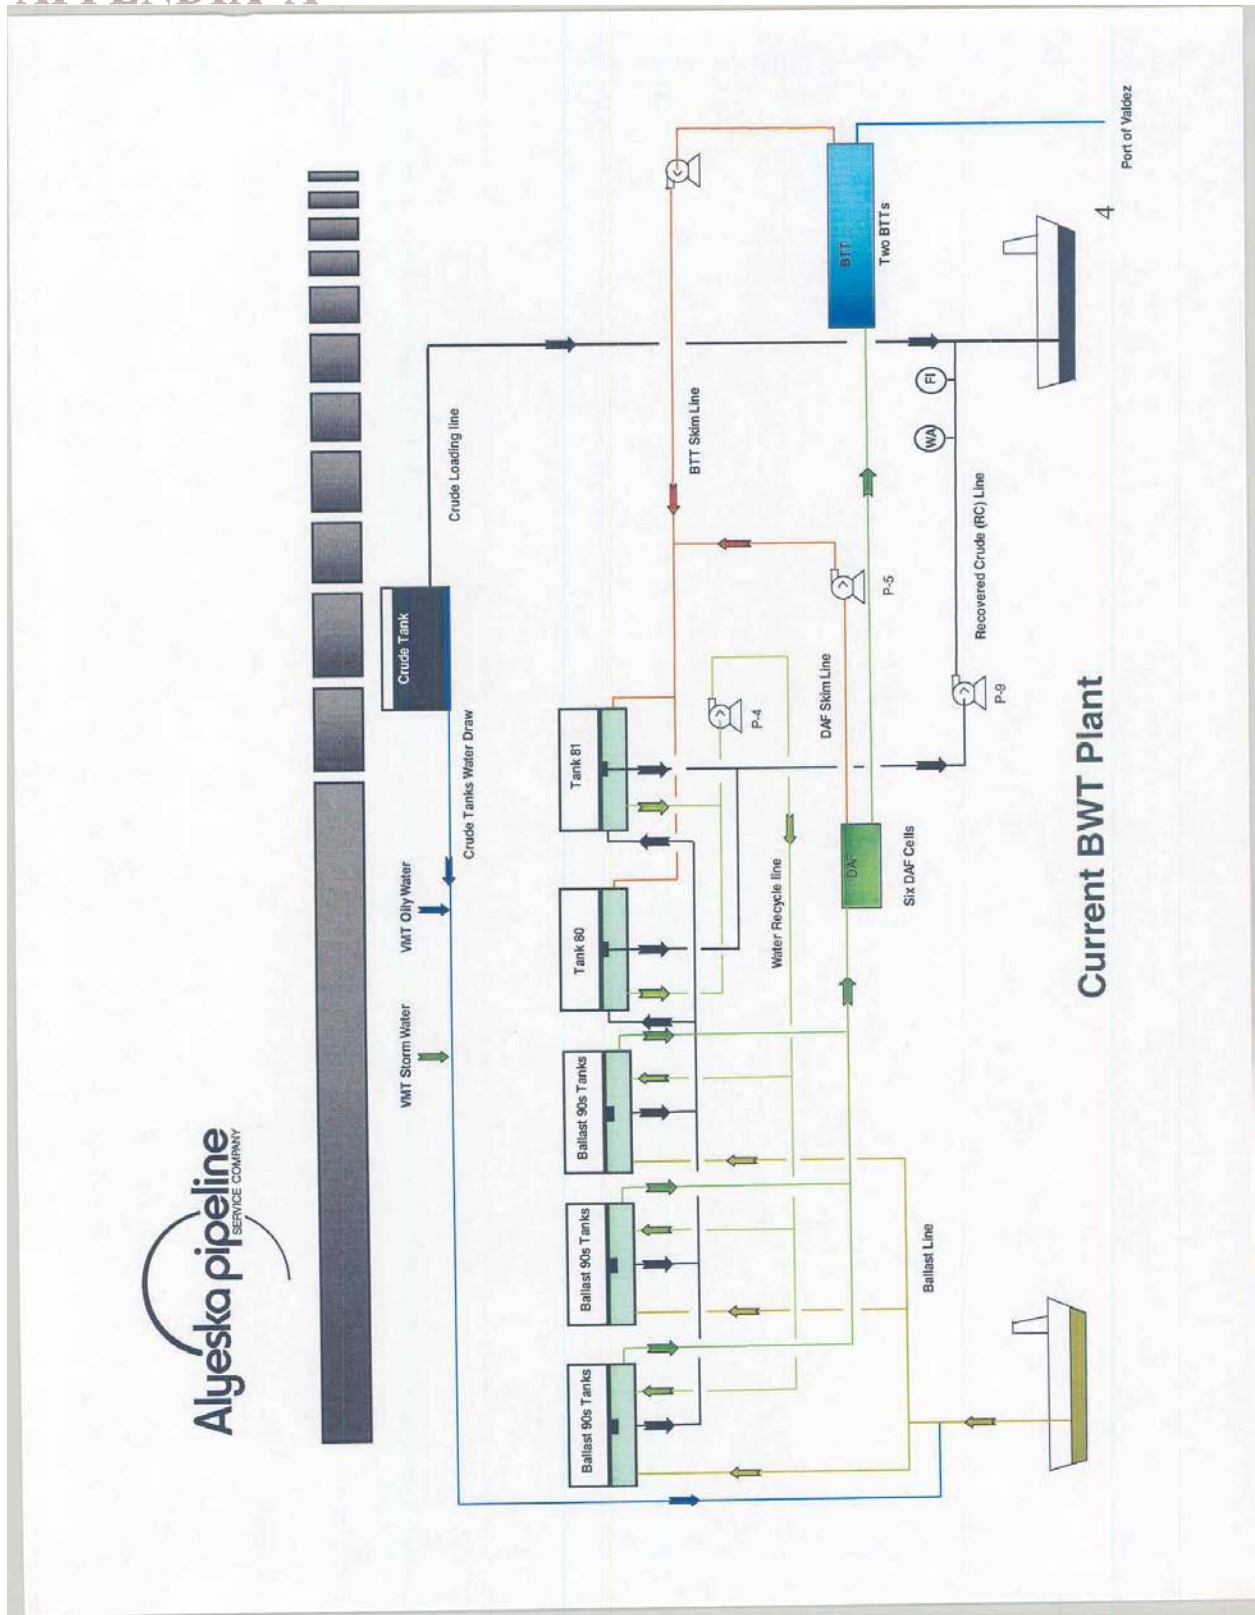 APPENDIX A
Alyeska pipeline
SERVICE COMPANY
VMT Storm Water
VMT Oily Water
Crude Tanks Water Draw
Crude Tank
Crude Loading line
Ballast 90s Tanks
Ballast 90s Tanks
Ballast 90s Tanks
Tank 80
Tank 81
BTT Skim Line
P-4
Water Recycle line
DAF Skim Line
P-5
DAF
Six DAF Cells
BTT
Two BTTs
Ballast Line
WA
FI
Recovered Crude (RC) Line
P-9
Port of Valdez
Current BWT Plant
4